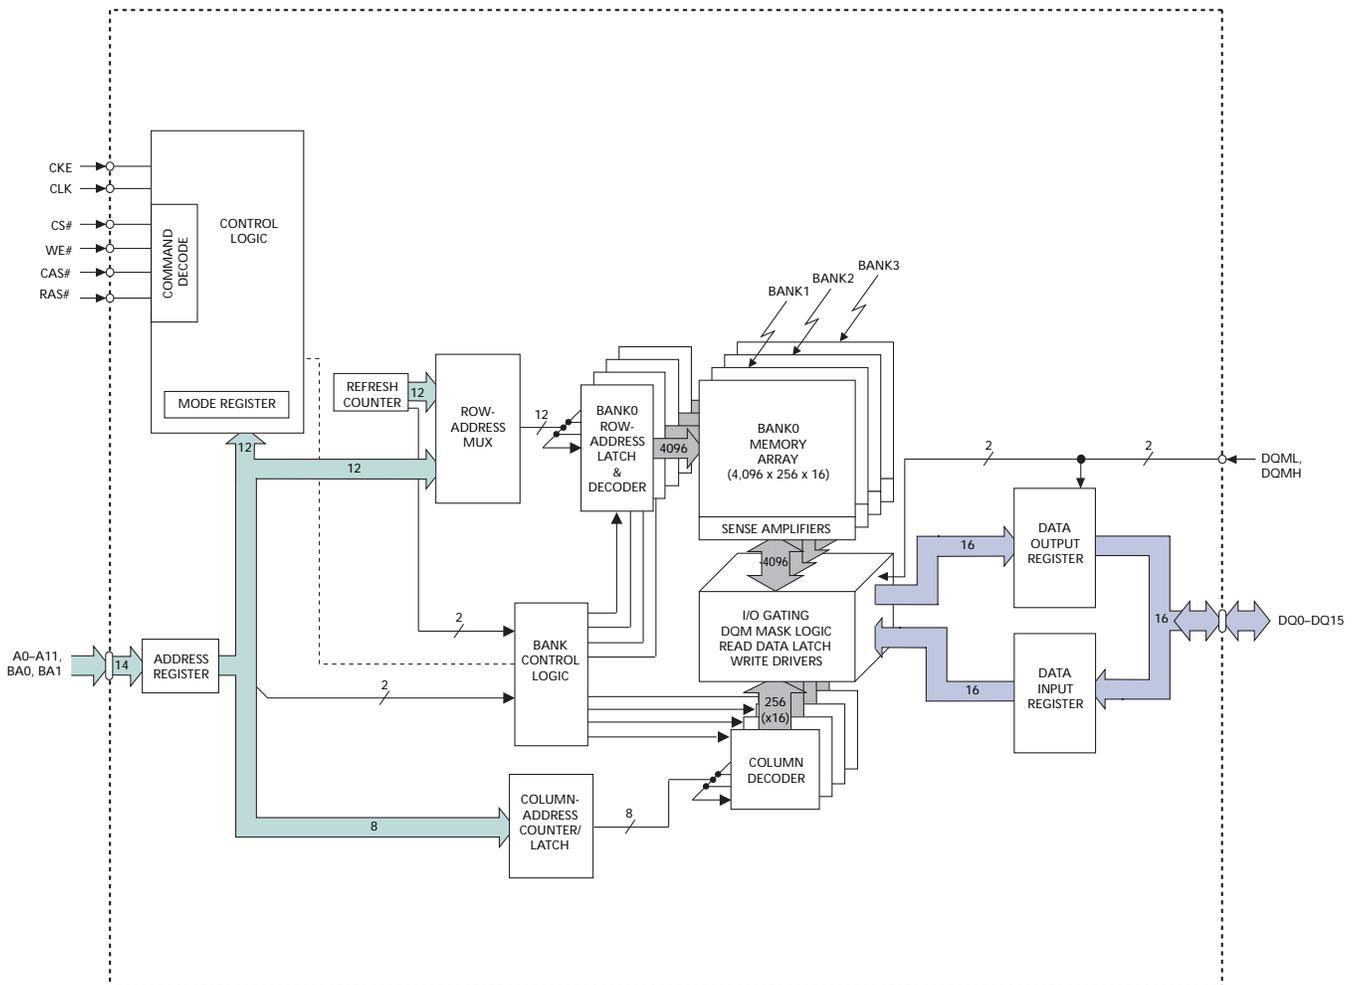 CKE
CLK
CS#
WE#
CAS#
RAS#
COMMAND
DECODE
CONTROL
LOGIC
MODE REGISTER
12
12
REFRESH
COUNTER
12
ROW-
ADDRESS
MUX
12
BANK0
ROW-
ADDRESS
LATCH
&
DECODER
4096
BANK1
BANK2
BANK3
BANK0
MEMORY
ARRAY
(4,096 x 256 x 16)
SENSE AMPLIFIERS
4096
I/O GATING
DQM MASK LOGIC
READ DATA LATCH
WRITE DRIVERS
2
2
DQML,
DQMH
16
DATA
OUTPUT
REGISTER
16
DQ0–DQ15
16
DATA
INPUT
REGISTER
A0–A11,
BA0, BA1
14
ADDRESS
REGISTER
2
2
BANK
CONTROL
LOGIC
256
(x16)
COLUMN
DECODER
8
COLUMN-
ADDRESS
COUNTER/
LATCH
8